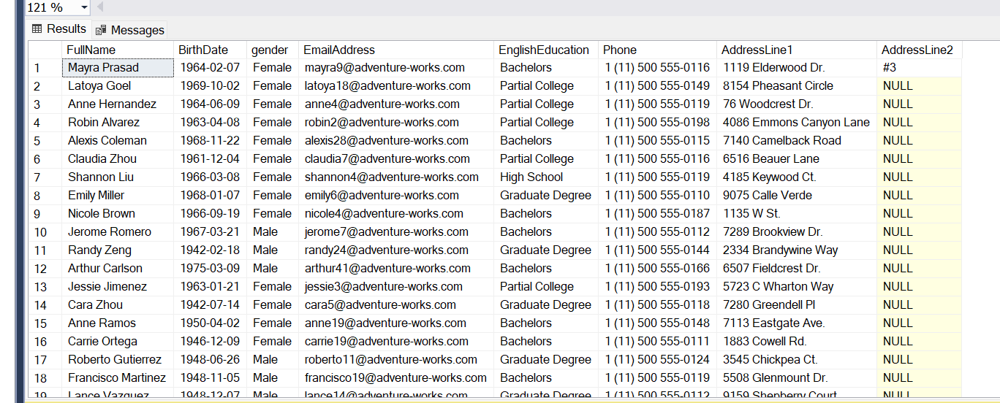 121 %
Results Messages
FullName BirthDate gender EmailAddress EnglishEducation Phone AddressLine1 AddressLine2
1 Mayra Prasad 1964-02-07 Female mayra9@adventure-works.com Bachelors 1 (11) 500 555-0116 1119 Elderwood Dr. #3
2 Latoya Goel 1969-10-02 Female latoya18@adventure-works.com Partial College 1 (11) 500 555-0149 8154 Pheasant Circle NULL
3 Anne Hernandez 1964-06-09 Female anne4@adventure-works.com Partial College 1 (11) 500 555-0119 76 Woodcrest Dr. NULL
4 Robin Alvarez 1963-04-08 Female robin2@adventure-works.com Partial College 1 (11) 500 555-0198 4086 Emmons Canyon Lane NULL
5 Alexis Coleman 1968-11-22 Female alexis28@adventure-works.com Bachelors 1 (11) 500 555-0115 7140 Camelback Road NULL
6 Claudia Zhou 1961-12-04 Female claudia7@adventure-works.com Partial College 1 (11) 500 555-0116 6516 Beauer Lane NULL
7 Shannon Liu 1966-03-08 Female shannon4@adventure-works.com High School 1 (11) 500 555-0119 4185 Keywood Ct. NULL
8 Emily Miller 1968-01-07 Female emily6@adventure-works.com Graduate Degree 1 (11) 500 555-0110 9075 Calle Verde NULL
9 Nicole Brown 1966-09-19 Female nicole4@adventure-works.com Bachelors 1 (11) 500 555-0187 1135 W St. NULL
10 Jerome Romero 1967-03-21 Male jerome7@adventure-works.com Bachelors 1 (11) 500 555-0112 7289 Brookview Dr. NULL
11 Randy Zeng 1942-02-18 Male randy24@adventure-works.com Graduate Degree 1 (11) 500 555-0144 2334 Brandywine Way NULL
12 Arthur Carlson 1975-03-09 Male arthur41@adventure-works.com Bachelors 1 (11) 500 555-0166 6507 Fieldcrest Dr. NULL
13 Jessie Jimenez 1963-01-21 Female jessie3@adventure-works.com Partial College 1 (11) 500 555-0193 5723 C Wharton Way NULL
14 Cara Zhou 1942-07-14 Female cara5@adventure-works.com Graduate Degree 1 (11) 500 555-0118 7280 Greendell Pl NULL
15 Anne Ramos 1950-04-02 Female anne19@adventure-works.com Bachelors 1 (11) 500 555-0148 7113 Eastgate Ave. NULL
16 Carrie Ortega 1946-12-09 Female carrie19@adventure-works.com Bachelors 1 (11) 500 555-0111 1883 Cowell Rd. NULL
17 Roberto Gutierrez 1948-06-26 Male roberto11@adventure-works.com Graduate Degree 1 (11) 500 555-0124 3545 Chickpea Ct. NULL
18 Francisco Martinez 1948-11-05 Male francisco19@adventure-works.com Bachelors 1 (11) 500 555-0119 5508 Glenmount Dr. NULL
19 Lance Vazquez 1948-12-07 Male lance14@adventure-works.com Graduate Degree 1 (11) 500 555-0112 9159 Shepberry Court NULL